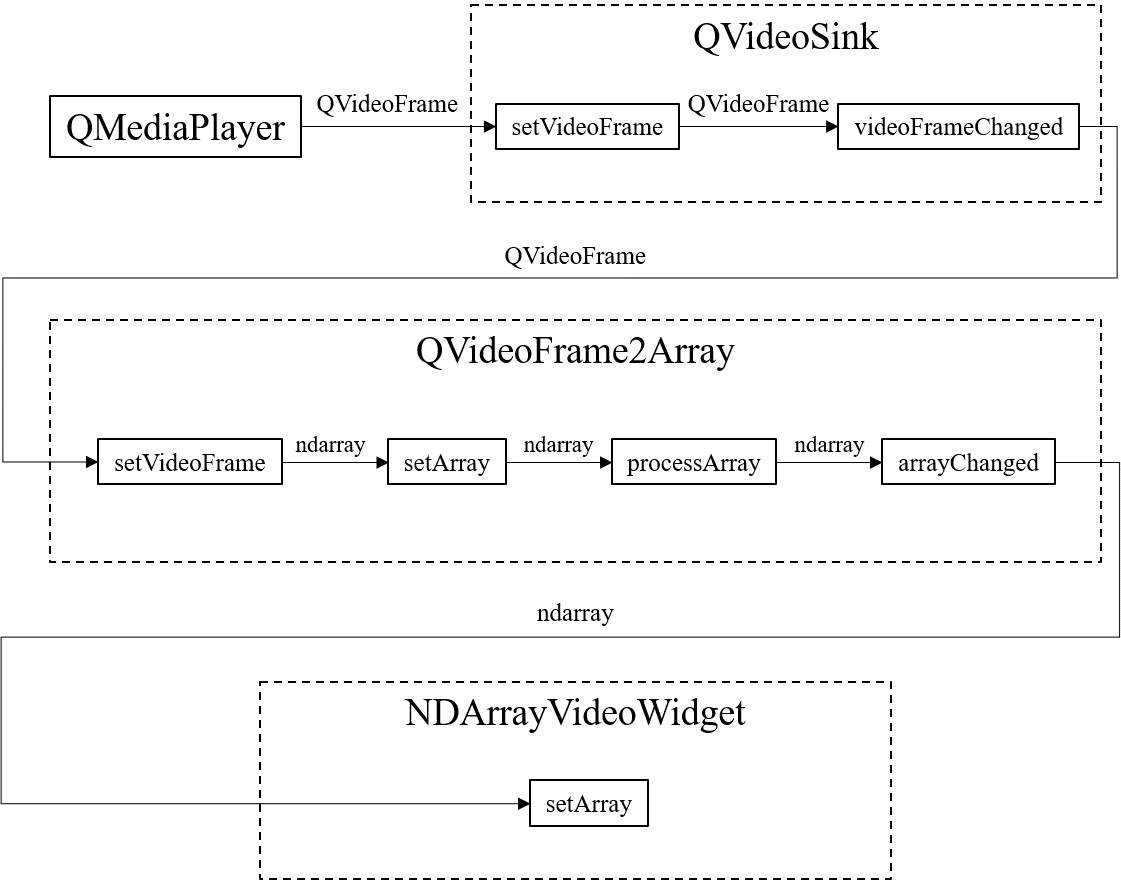 QVideoSink
QMediaPlayer
QVideoFrame
setVideoFrame
QVideoFrame
videoFrameChanged
QVideoFrame
QVideoFrame2Array
setVideoFrame
ndarray
setArray
ndarray
processArray
ndarray
arrayChanged
ndarray
NDArrayVideoWidget
setArray